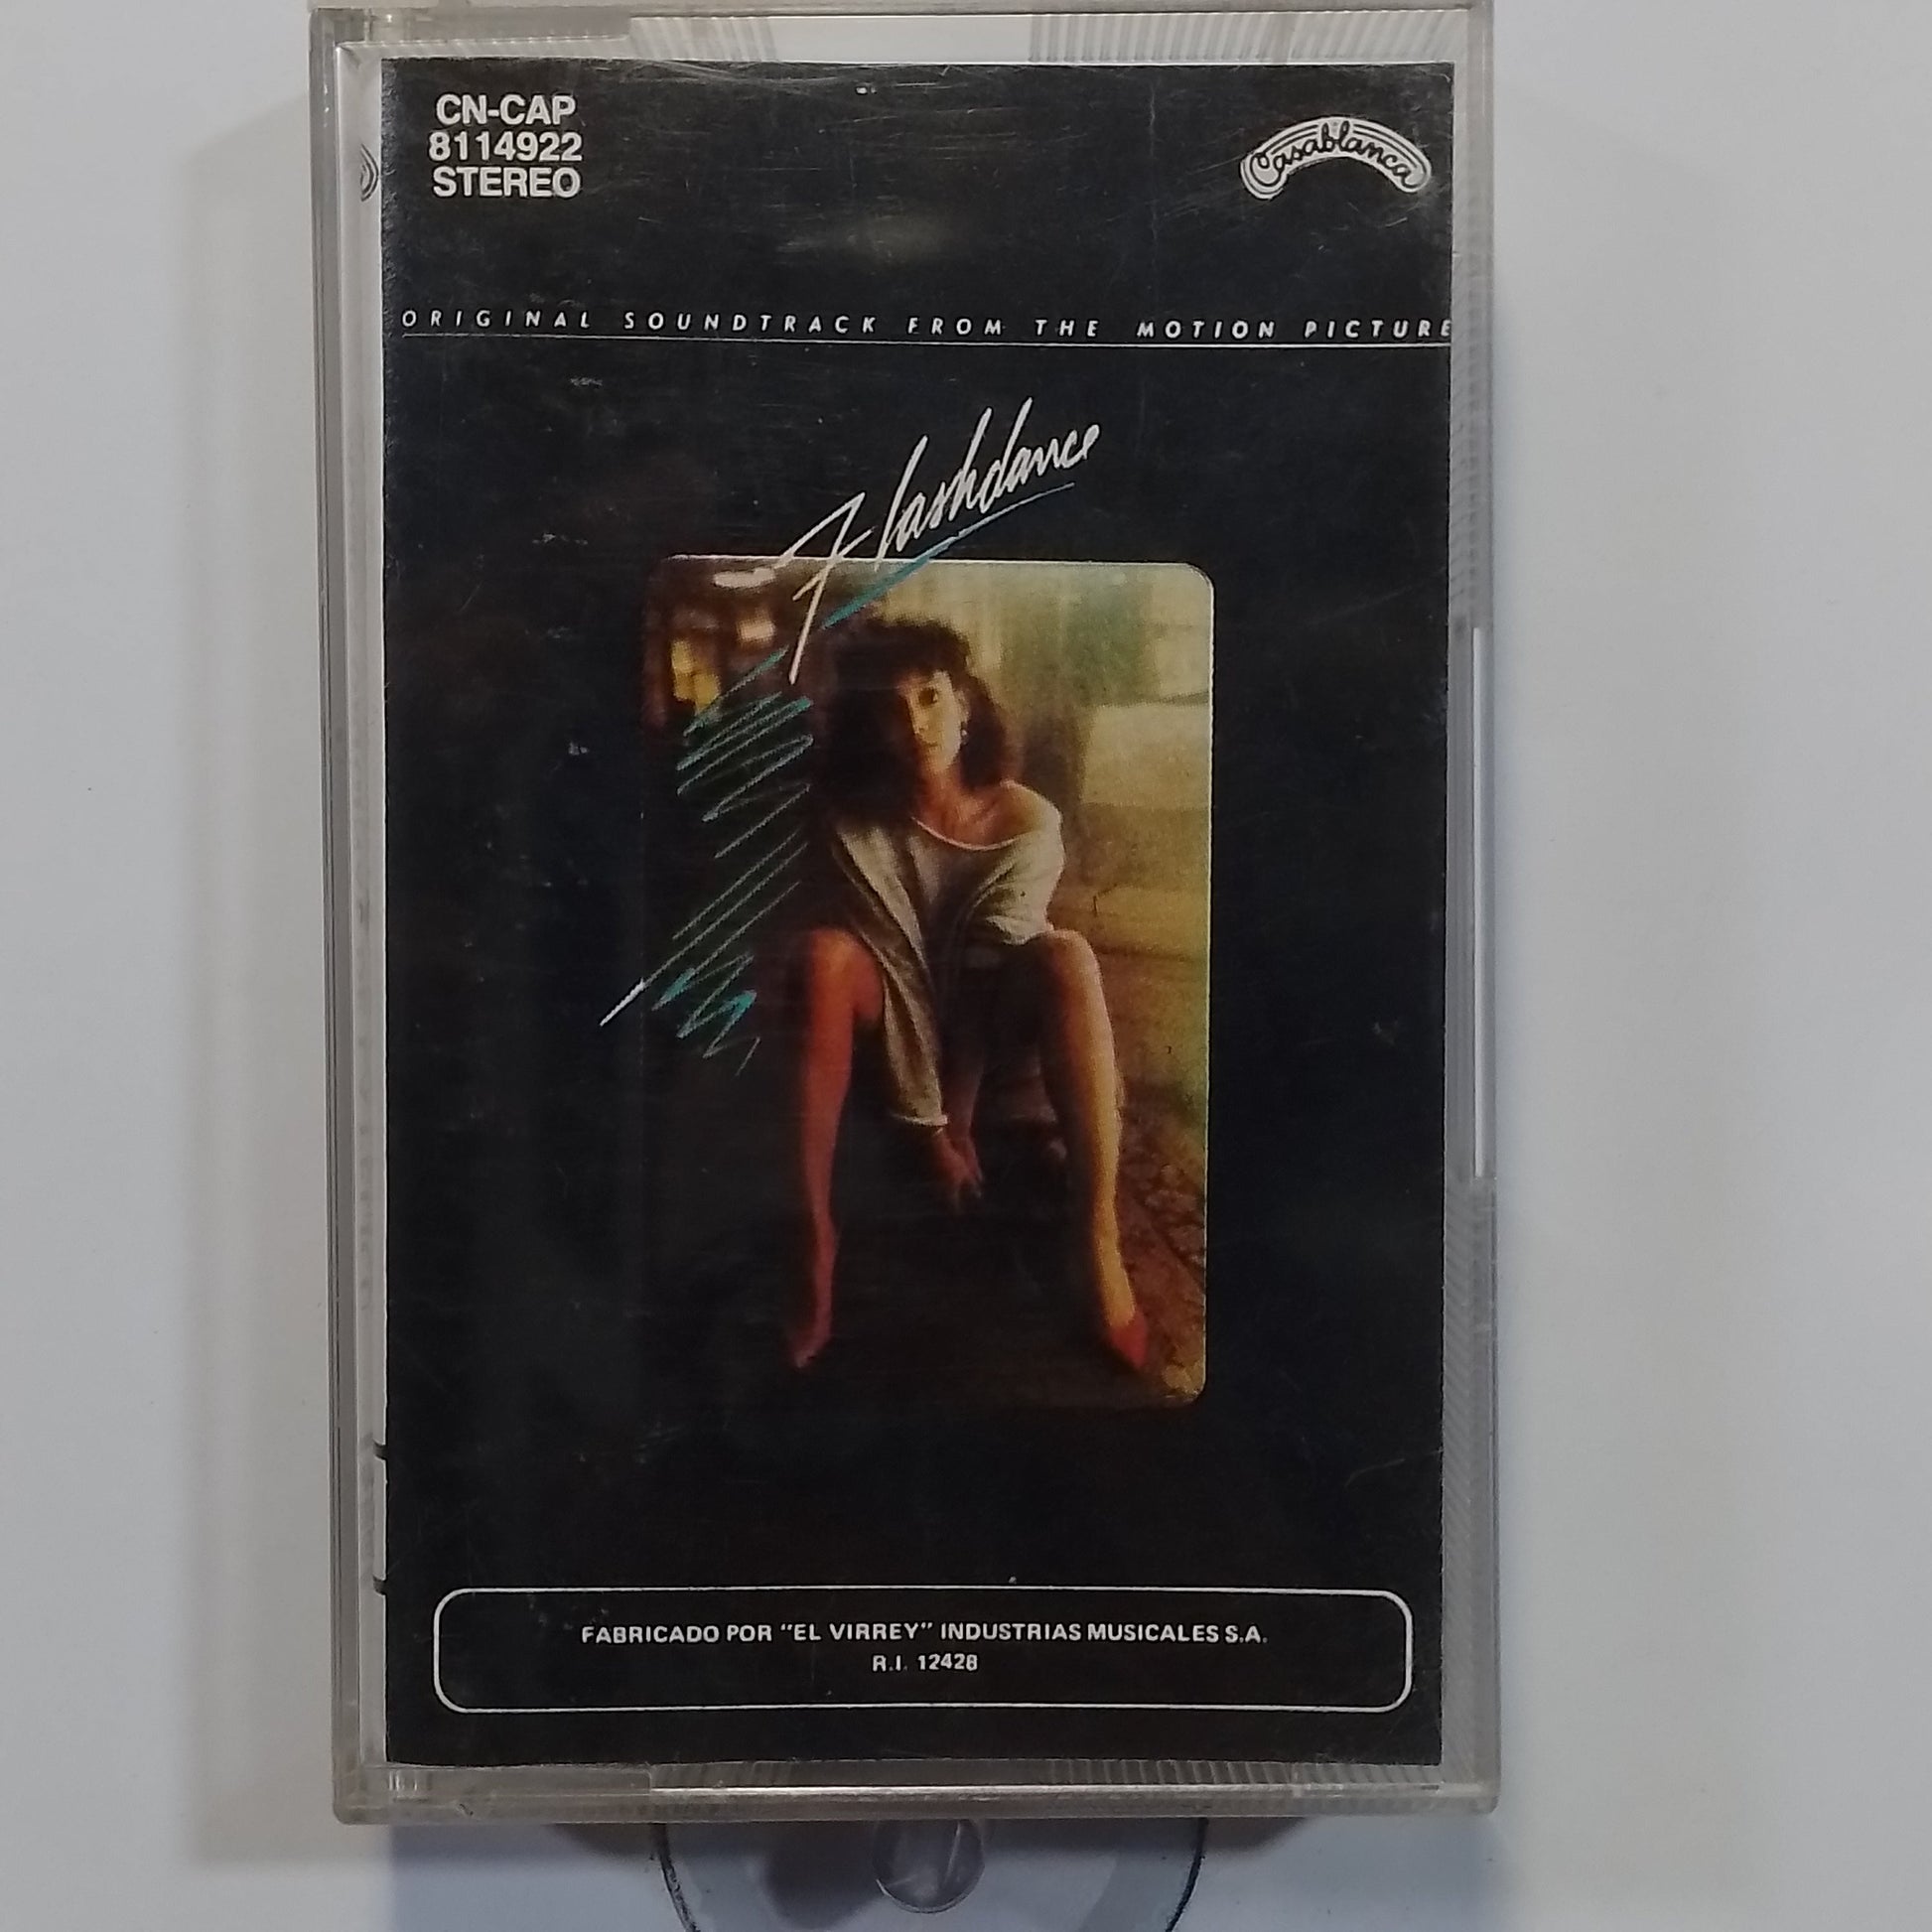 CN-CAP
8114922
STEREO
Casablanca
ORIGINAL SOUNDTRACK FROM THE MOTION PICTURE
Flashdance
FABRICADO POR "EL VIRREY" INDUSTRIAS MUSICALES S.A.
R.I. 12428